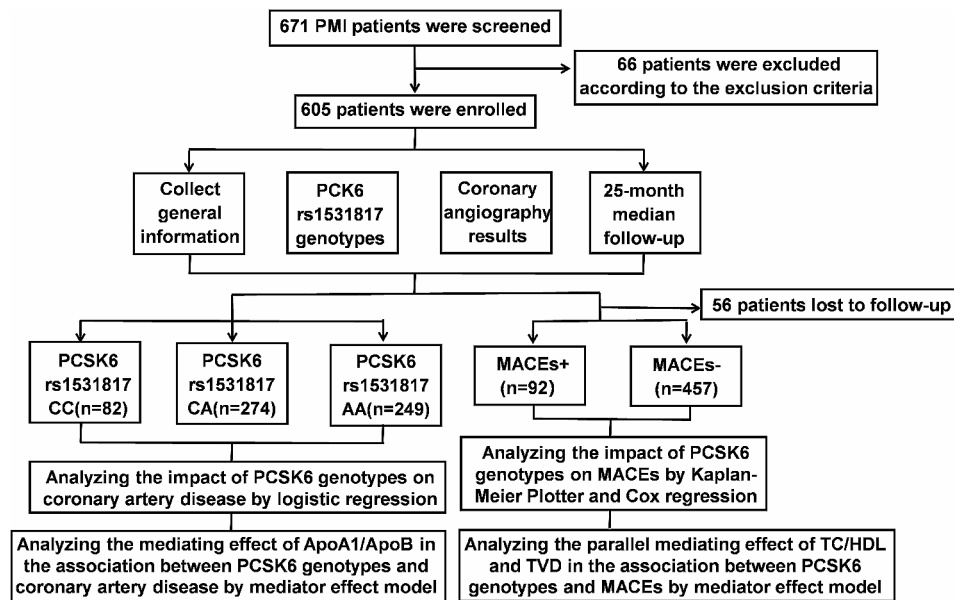 671 PMI patients were screened
66 patients were excluded
according to the exclusion criteria
605 patients were enrolled
Collect
general
information
PCK6
rs1531817
genotypes
Coronary
angiography
results
25-month
median
follow-up
56 patients lost to follow-up
PCSK6
rs1531817
CC(n=82)
PCSK6
rs1531817
CA(n=274)
PCSK6
rs1531817
AA(n=249)
MACEs+
(n=92)
MACEs-
(n=457)
Analyzing the impact of PCSK6 genotypes on
coronary artery disease by logistic regression
Analyzing the impact of PCSK6
genotypes on MACEs by Kaplan-
Meier Plotter and Cox regression
Analyzing the mediating effect of ApoA1/ApoB in
the association between PCSK6 genotypes and
coronary artery disease by mediator effect model
Analyzing the parallel mediating effect of TC/HDL
and TVD in the association between PCSK6
genotypes and MACEs by mediator effect model